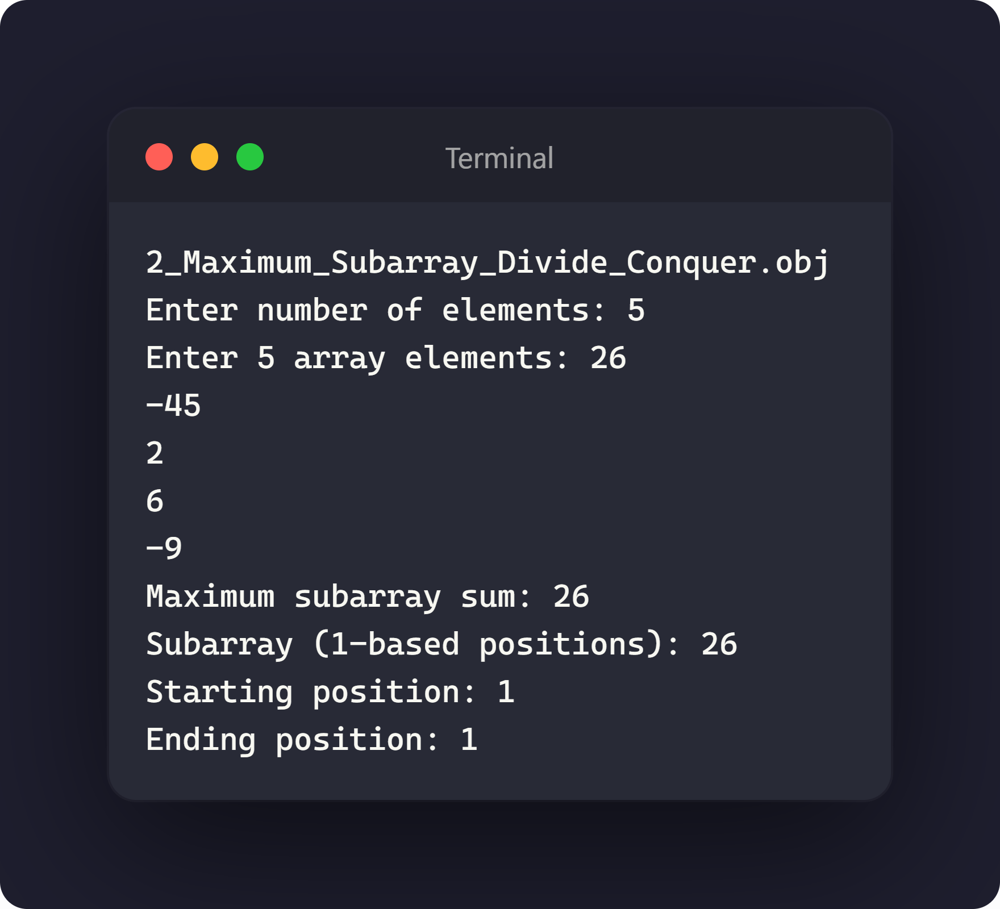 Terminal
2_Maximum_Subarray_Divide_Conquer.obj
Enter number of elements: 5
Enter 5 array elements: 26
-45
2
6
-9
Maximum subarray sum: 26
Subarray (1-based positions): 26
Starting position: 1
Ending position: 1